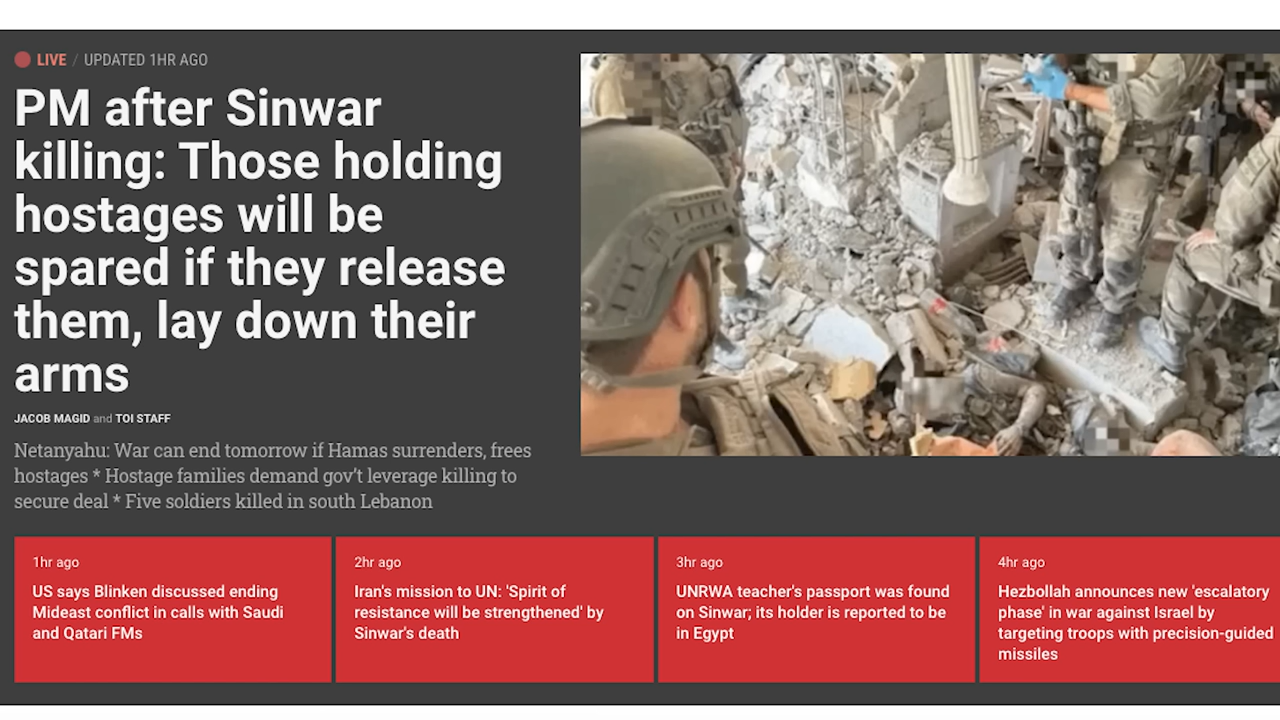 LIVE / UPDATED 1HR AGO
PM after Sinwar
killing: Those holding
hostages will be
spared if they release
them, lay down their
arms
JACOB MAGID and TOI STAFF
Netanyahu: War can end tomorrow if Hamas surrenders, frees
hostages * Hostage families demand gov't leverage killing to
secure deal * Five soldiers killed in south Lebanon
1hr ago
US says Blinken discussed ending
Mideast conflict in calls with Saudi
and Qatari FMs
2hr ago
Iran's mission to UN: 'Spirit of
resistance will be strengthened' by
Sinwar's death
3hr ago
UNRWA teacher's passport was found
on Sinwar; its holder is reported to be
in Egypt
4hr ago
Hezbollah announces new 'escalatory
phase' in war against Israel by
targeting troops with precision-guided
missiles